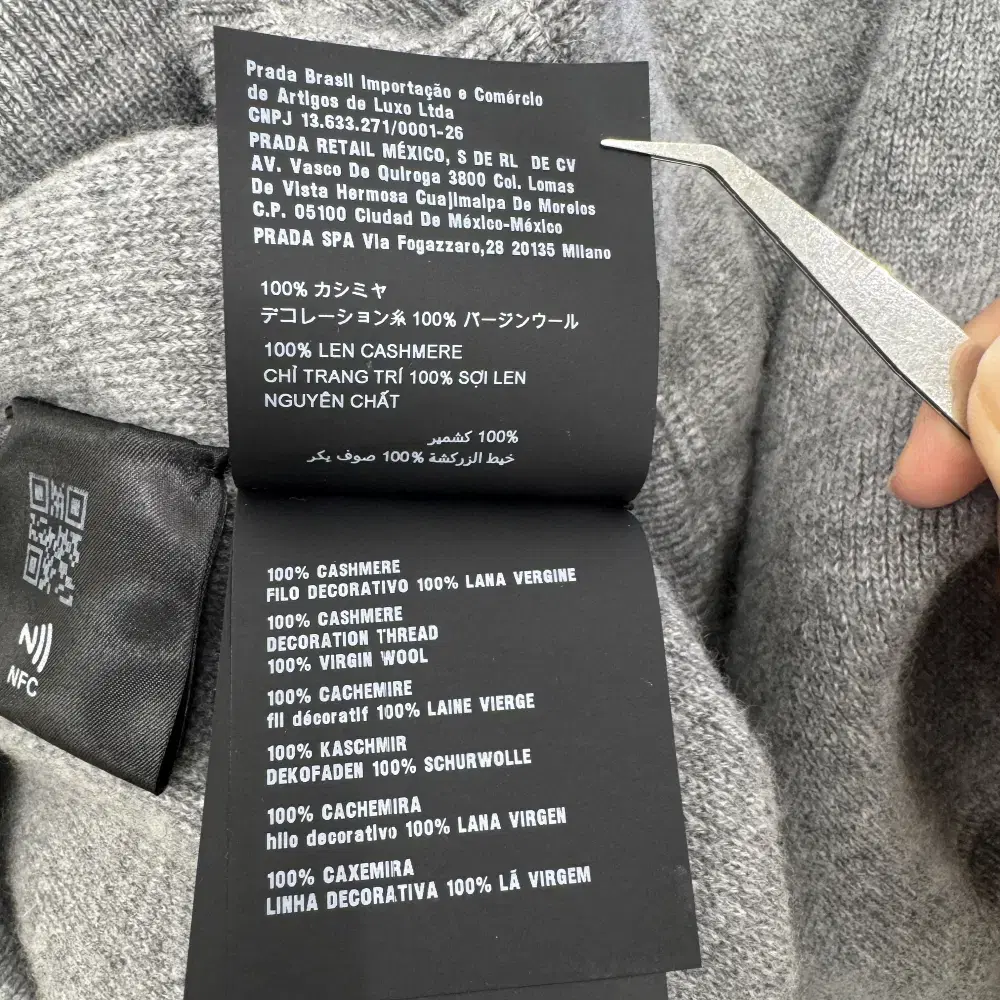 Prada Brasil Importação e Comércio
de Artigos de Luxo Ltda
CNPJ 13.633.271/0001-26
PRADA RETAIL MÉXICO, S DE RL DE CV
AV. Vasco De Quiroga 3800 Col. Lomas
De Vista Hermosa Cuajimalpa De Morelos
C.P. 05100 Ciudad De México-México
PRADA SPA Via Fogazzaro,28 20135 Milano
100% カシミヤ
デコレーション糸 100% バージンウール
100% LEN CASHMERE
CHỈ TRANG TRÍ 100% SỢI LEN
NGUYÊN CHẤT
100% كشمير
خيط الزركشة 100% صوف يكر
100% CASHMERE
FILO DECORATIVO 100% LANA VERGINE
100% CASHMERE
DECORATION THREAD
100% VIRGIN WOOL
100% CACHEMIRE
fil décoratif 100% LAINE VIERGE
100% KASCHMIR
DEKOFADEN 100% SCHURWOLLE
100% CACHEMIRA
hilo decorativo 100% LANA VIRGEN
100% CAXEMIRA
LINHA DECORATIVA 100% LÃ VIRGEM
NFC